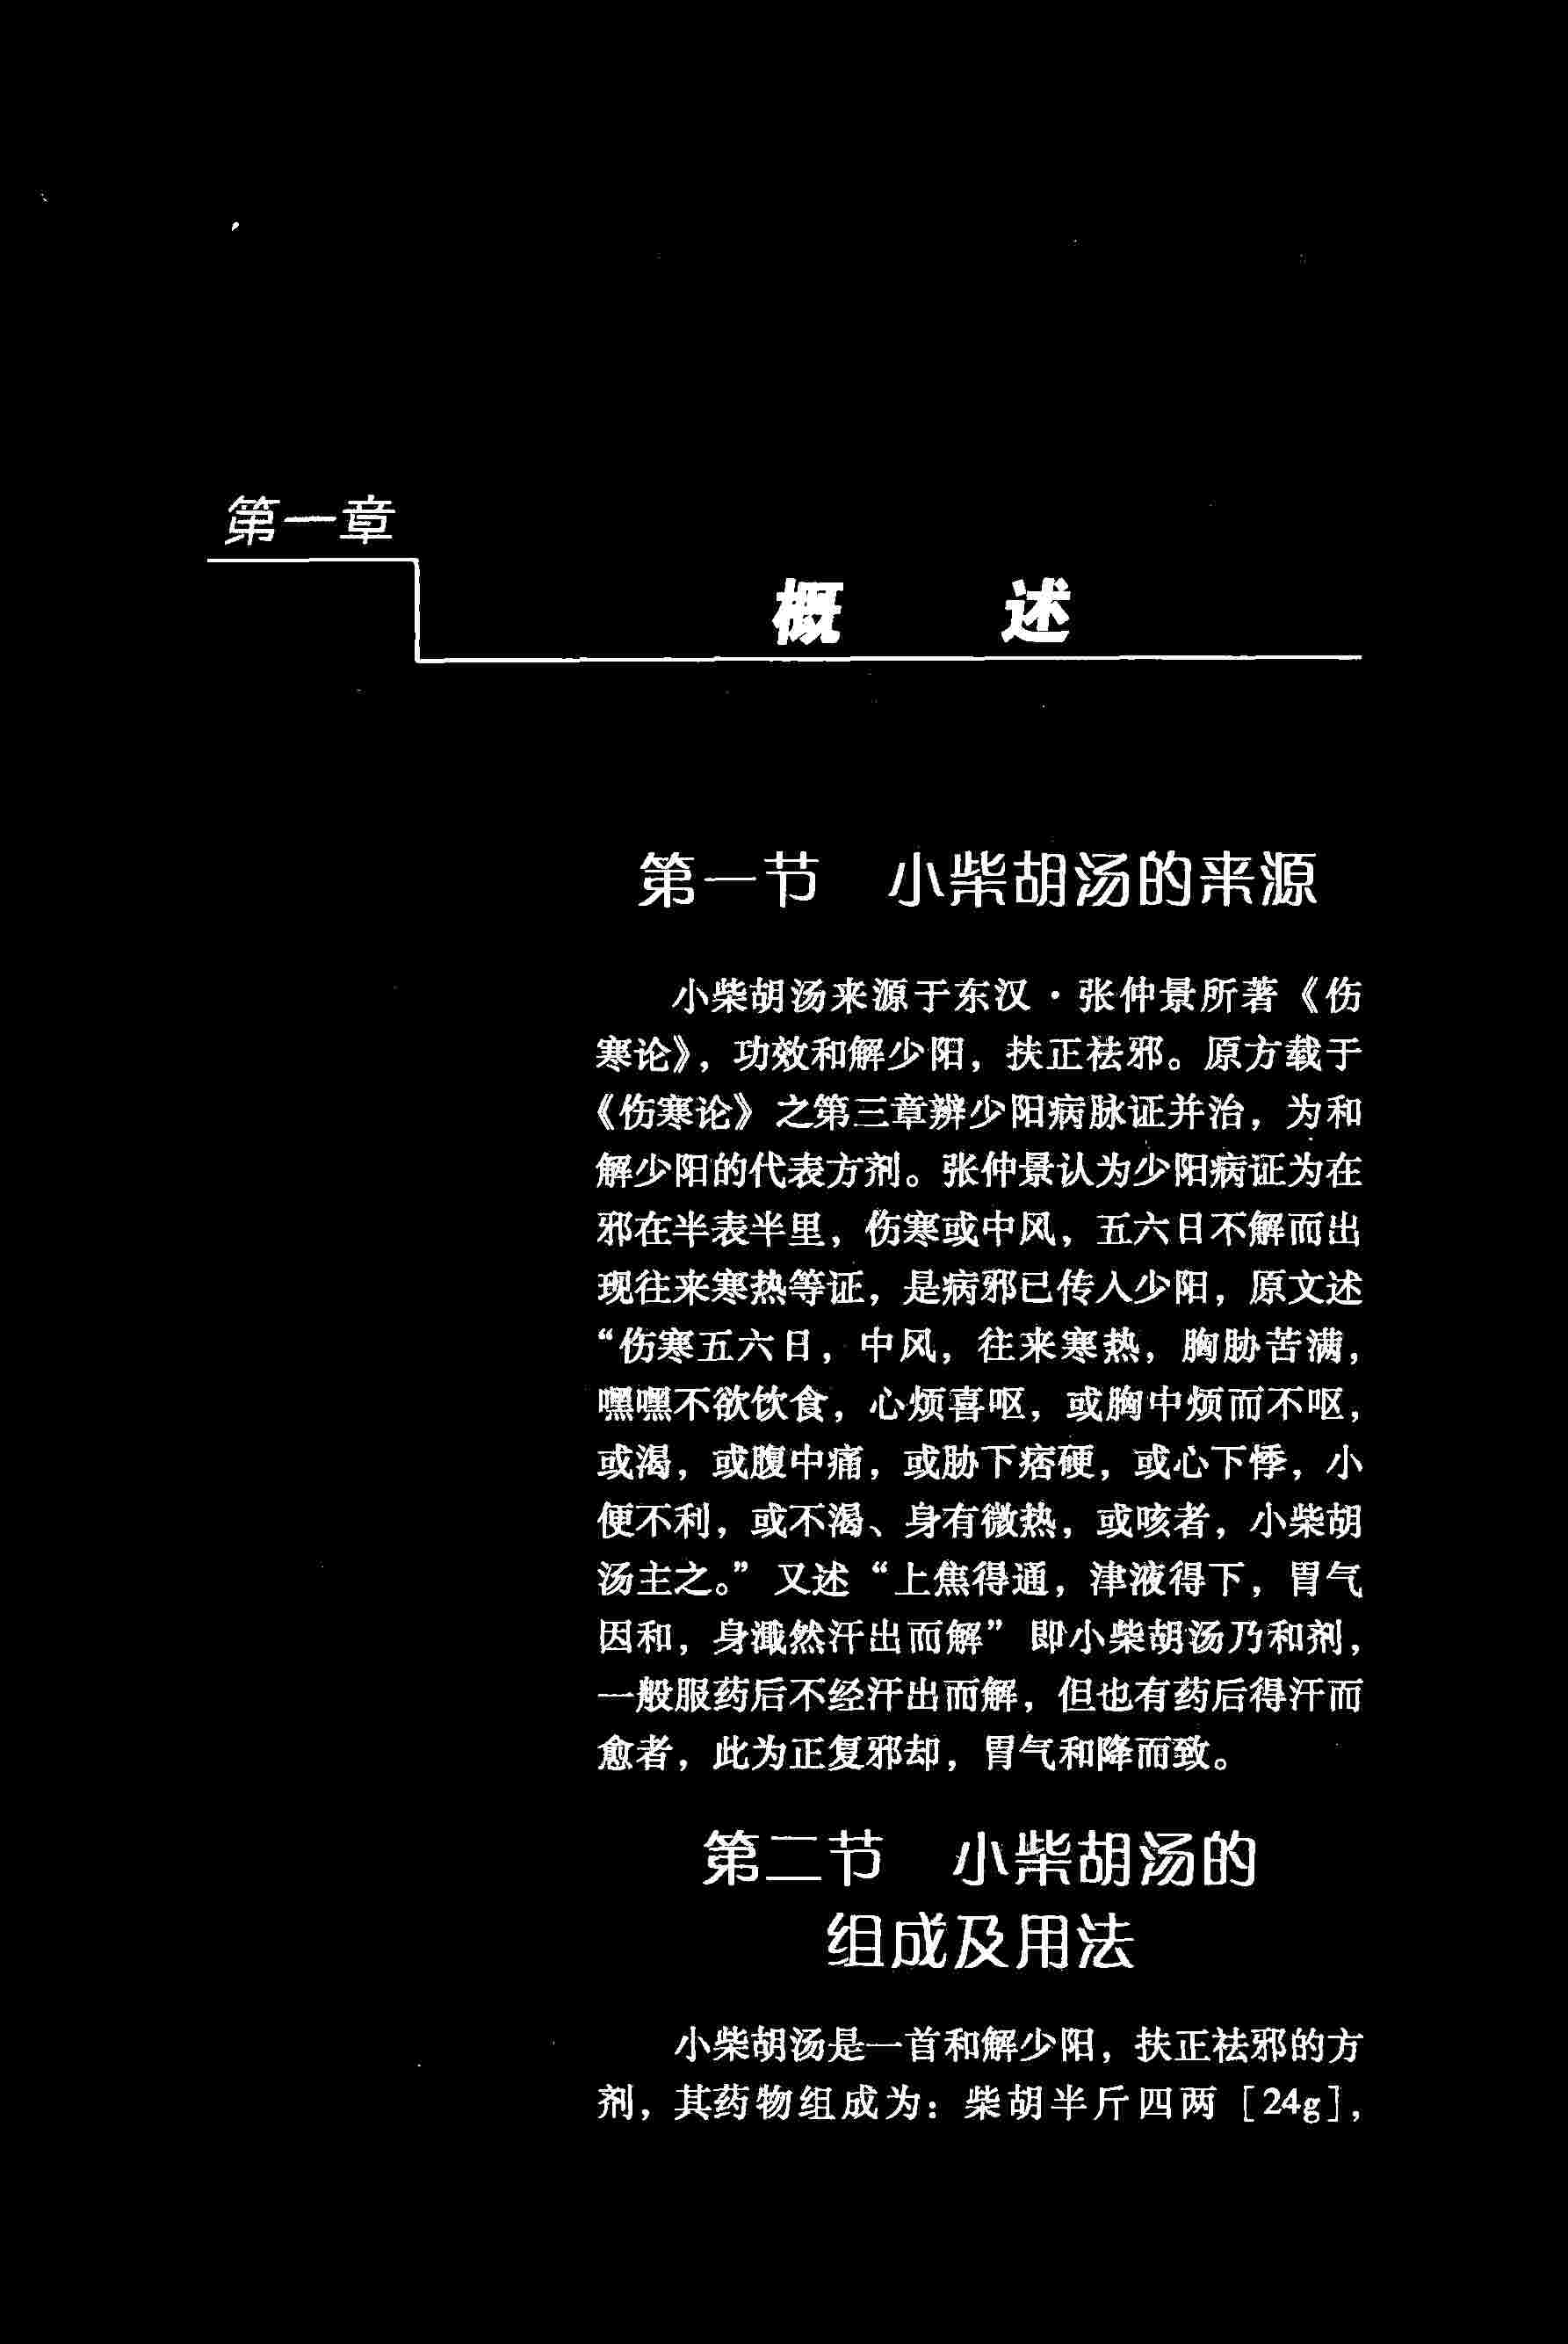 第一章
概 述
第一节 小柴胡汤的来源
小柴胡汤来源于东汉·张仲景所著《伤
寒论》，功效和解少阳，扶正祛邪。原方载于
《伤寒论》之第三章辨少阳病脉证并治，为和
解少阳的代表方剂。张仲景认为少阳病证为在
邪在半表半里，伤寒或中风，五六日不解而出
现往来寒热等证，是病邪已传入少阳，原文述
“伤寒五六日，中风，往来寒热，胸胁苦满，
嘿嘿不欲饮食，心烦喜呕，或胸中烦而不呕，
或渴，或腹中痛，或胁下痞硬，或心下悸，小
便不利，或不渴、身有微热，或咳者，小柴胡
汤主之。”又述“上焦得通，津液得下，胃气
因和，身濈然汗出而解”即小柴胡汤乃和剂，
一般服药后不经汗出而解，但也有药后得汗而
愈者，此为正复邪却，胃气和降而致。
第二节 小柴胡汤的
组成及用法
小柴胡汤是一首和解少阳，扶正祛邪的方
剂，其药物组成为：柴胡半斤四两［24g］，